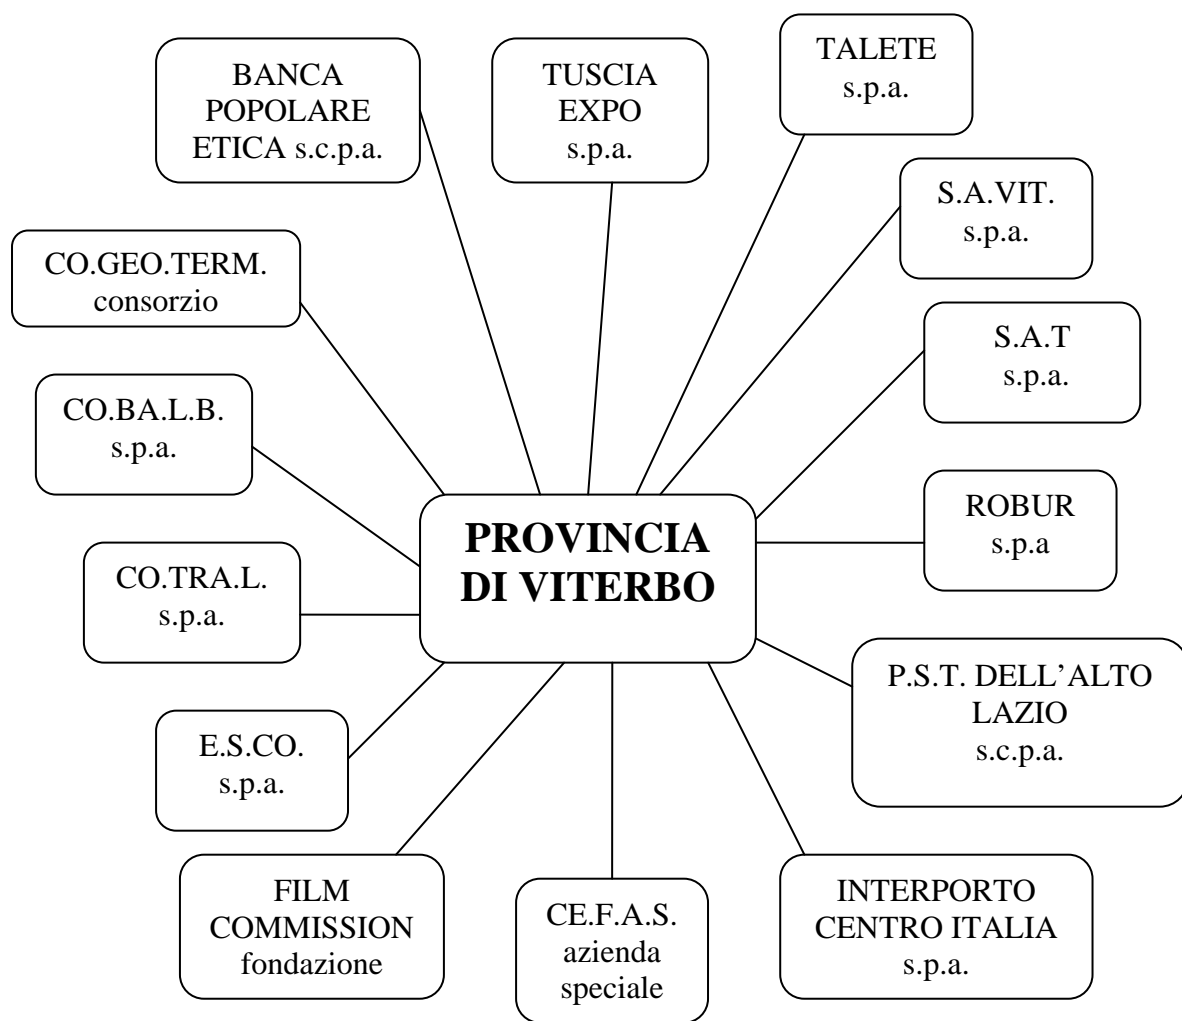 BANCA
POPOLARE
ETICA s.c.p.a.
TUSCIA
EXPO
s.p.a.
TALETE
s.p.a.
S.A.VIT.
s.p.a.
CO.GEO.TERM.
consorzio
S.A.T
s.p.a.
CO.BA.L.B.
s.p.a.
ROBUR
s.p.a
PROVINCIA
DI VITERBO
CO.TRA.L.
s.p.a.
P.S.T. DELL’ALTO
LAZIO
s.c.p.a.
E.S.CO.
s.p.a.
FILM
COMMISSION
fondazione
CE.F.A.S.
azienda
speciale
INTERPORTO
CENTRO ITALIA
s.p.a.